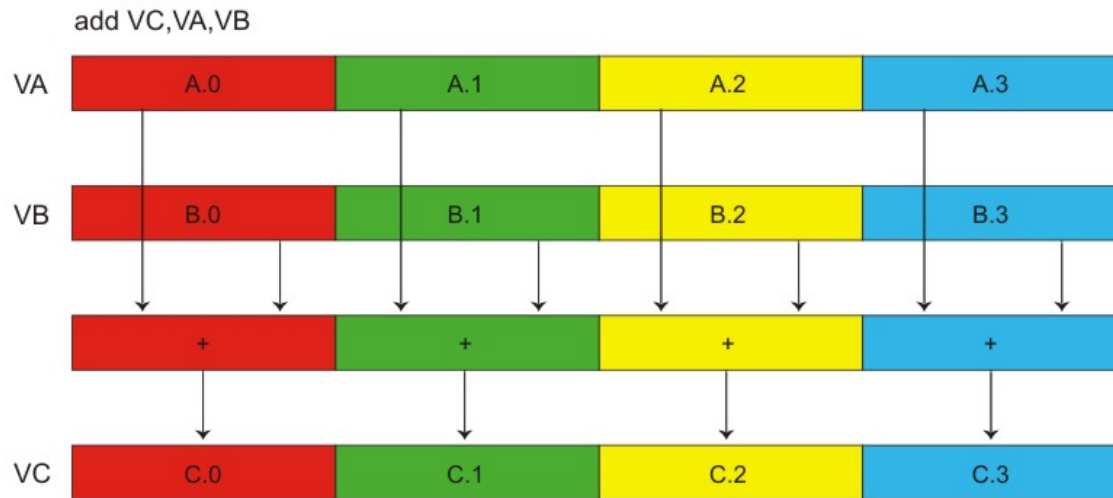 add VC,VA,VB
VA A.0 A.1 A.2 A.3
VB B.0 B.1 B.2 B.3
+ + + +
VC C.0 C.1 C.2 C.3